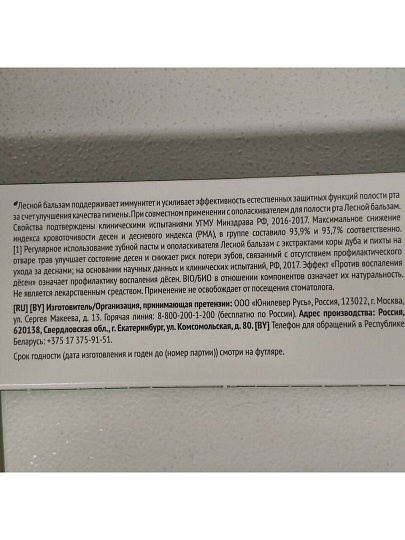 Лесной бальзам поддерживает иммунитет и усиливает эффективность естественных защитных функций полости рта
за счет улучшения качества гигиены. При совместном применении с ополаскивателем для полости рта Лесной бальзам.
Свойства подтверждены клиническими испытаниями УГМУ Минздрава РФ, 2016-2017. Максимальное снижение
индекса кровоточивости десен и десневого индекса (PMA), в группе составило 93,9% и 93,7% соответственно.
[1] Регулярное использование зубной пасты и ополаскивателя Лесной бальзам с экстрактами коры дуба и пихты на
отваре трав улучшает состояние десен и снижает риск потери зубов, связанный с отсутствием профилактического
ухода за деснами; на основании научных данных и клинических испытаний, РФ, 2017. Эффект «Против воспаления
дёсен» означает профилактику воспаления дёсен. BIO/БИО в отношении компонентов означает их натуральность.
Не является лекарственным средством. Применение не освобождает от посещения стоматолога.
[RU] [BY] Изготовитель/Организация, принимающая претензии: ООО «Юнилевер Русь», Россия, 123022, г. Москва,
ул. Сергея Макеева, д. 13. Горячая линия: 8-800-200-1-200 (бесплатно по России). Адрес производства: Россия,
620138, Свердловская обл., г. Екатеринбург, ул. Комсомольская, д. 80. [BY] Телефон для обращений в Республике
Беларусь: +375 17 375-91-51.
Срок годности (дата изготовления и годен до (номер партии)) смотри на футляре.